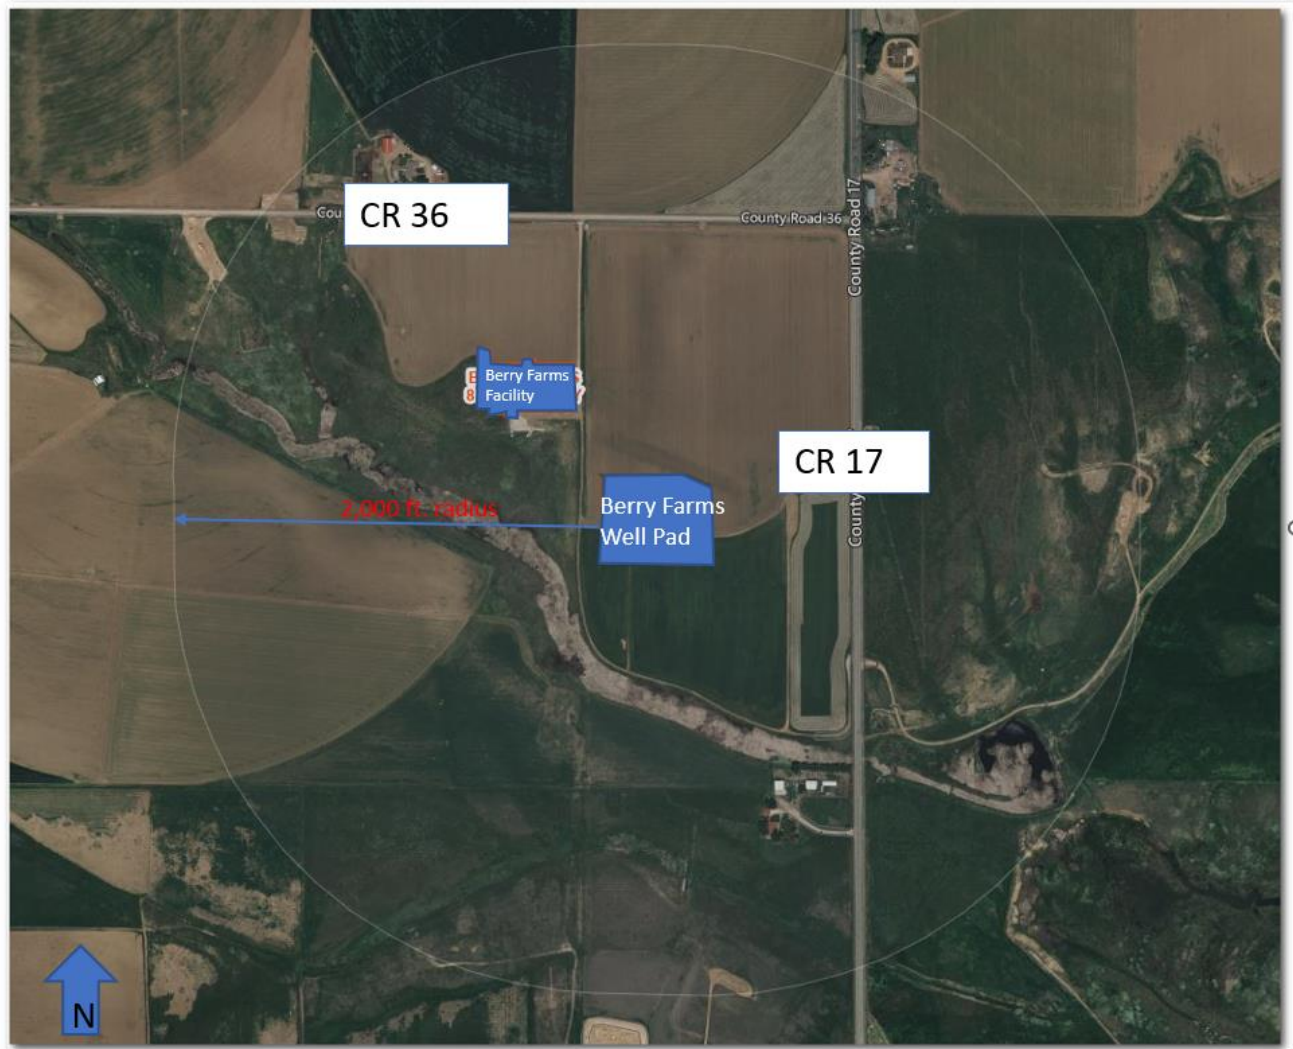 CR 36
County Road 36
County Road 17
Berry Farms
Facility
CR 17
2,000 ft. radius
Berry Farms
Well Pad
N